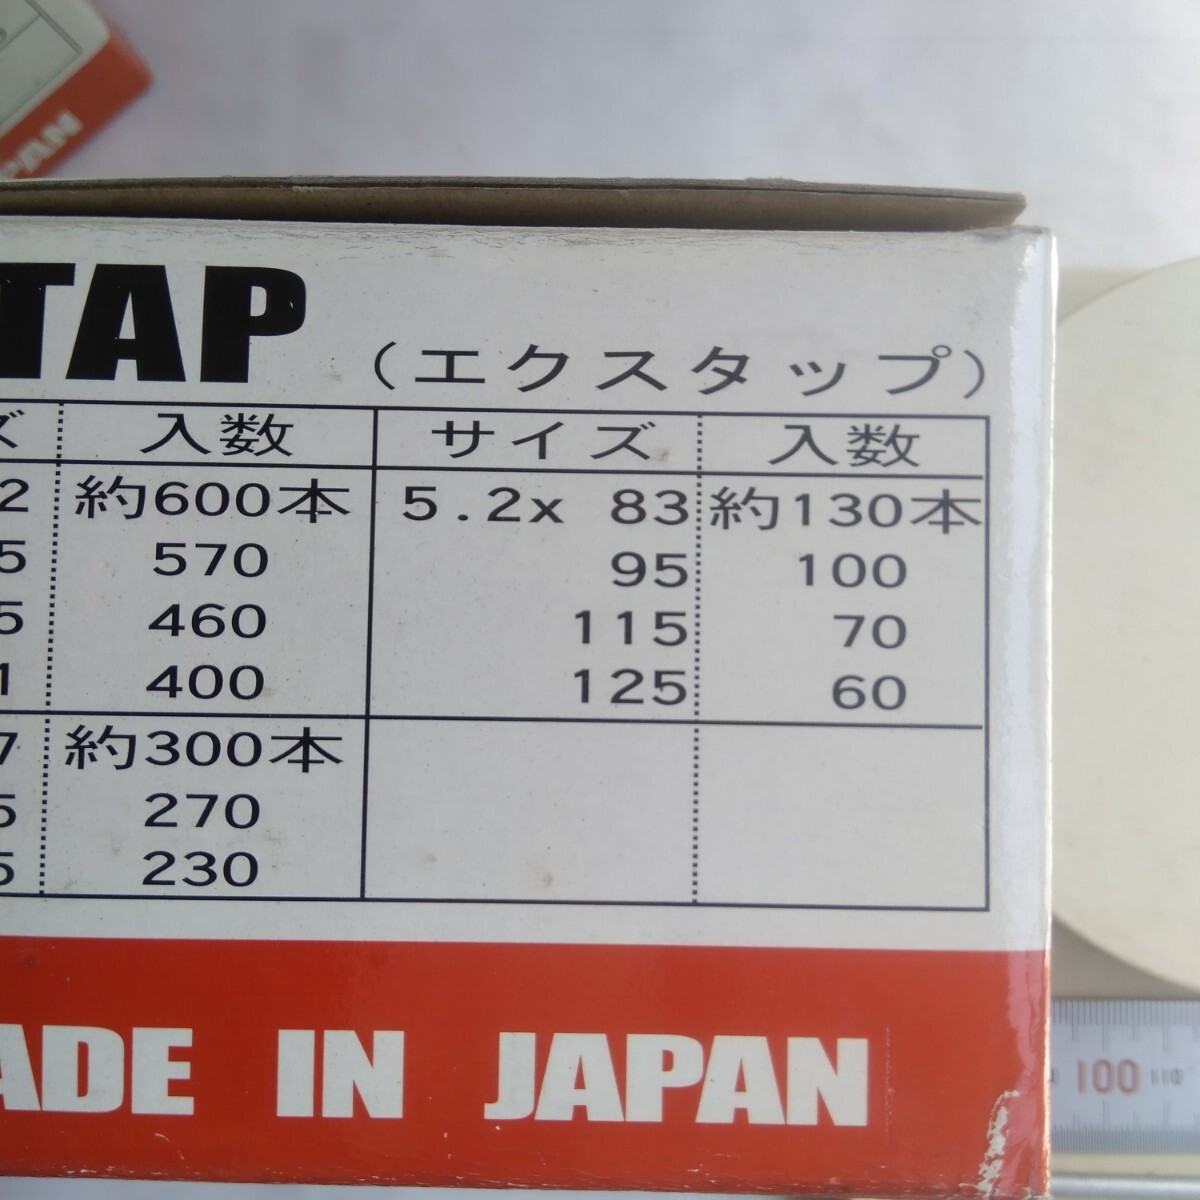 PAN
TAP (エクスタップ)
ズ 入数 サイズ 入数
2 約600本 5.2x 83 約130本
5 570 95 100
5 460 115 70
1 400 125 60
7 約300本
5 270
5 230
ADE IN JAPAN
100 110